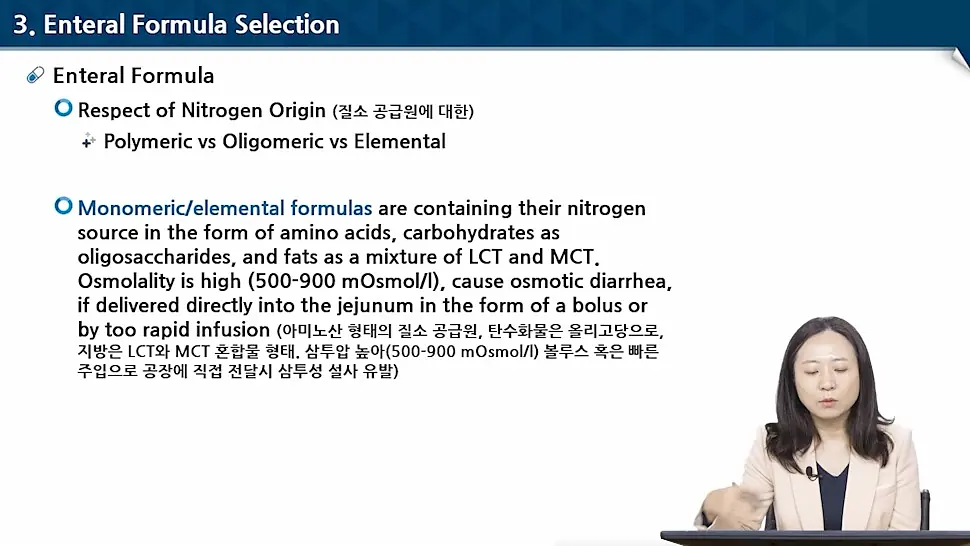 3. Enteral Formula Selection
Enteral Formula
Respect of Nitrogen Origin (질소 공급원에 대한)
Polymeric vs Oligomeric vs Elemental
Monomeric/elemental formulas are containing their nitrogen
source in the form of amino acids, carbohydrates as
oligosaccharides, and fats as a mixture of LCT and MCT.
Osmolality is high (500-900 mOsmol/l), cause osmotic diarrhea,
if delivered directly into the jejunum in the form of a bolus or
by too rapid infusion (아미노산 형태의 질소 공급원, 탄수화물은 올리고당으로,
지방은 LCT와 MCT 혼합물 형태. 삼투압 높아(500-900 mOsmol/l) 볼루스 혹은 빠른
주입으로 공장에 직접 전달시 삼투성 설사 유발)